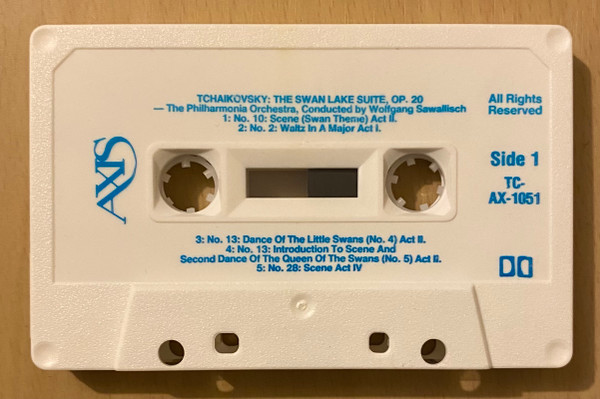 TCHAIKOVSKY: THE SWAN LAKE SUITE, OP. 20
— The Philharmonia Orchestra, Conducted by Wolfgang Sawallisch
1: No. 10: Scene (Swan Theme) Act II.
2: No. 2: Waltz In A Major Act I.
All Rights
Reserved
AXIS
Side 1
TC-
AX-1051
3: No. 13: Dance Of The Little Swans (No. 4) Act II.
4: No. 13: Introduction To Scene And
Second Dance Of The Queen Of The Swans (No. 5) Act II.
5: No. 28: Scene Act IV